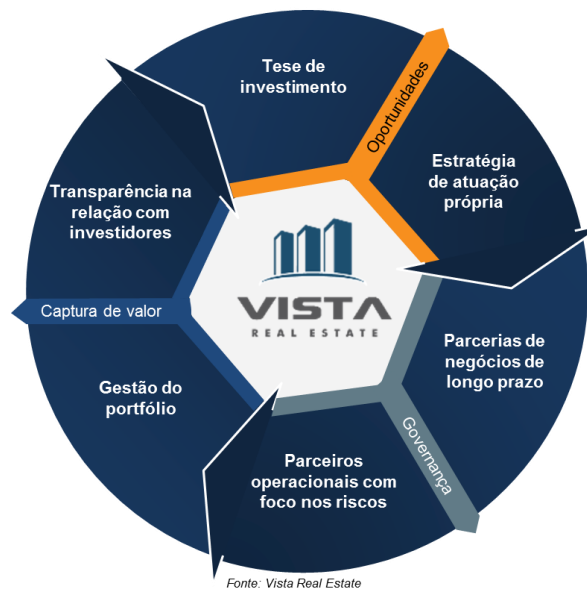 Tese de
investimento
Oportunidades
Estratégia
de atuação
própria
Parcerias de
negócios de
longo prazo
Governança
Parceiros
operacionais com
foco nos riscos
Gestão do
portfólio
Captura de valor
Transparência na
relação com
investidores
VISTA
REAL ESTATE
Fonte: Vista Real Estate